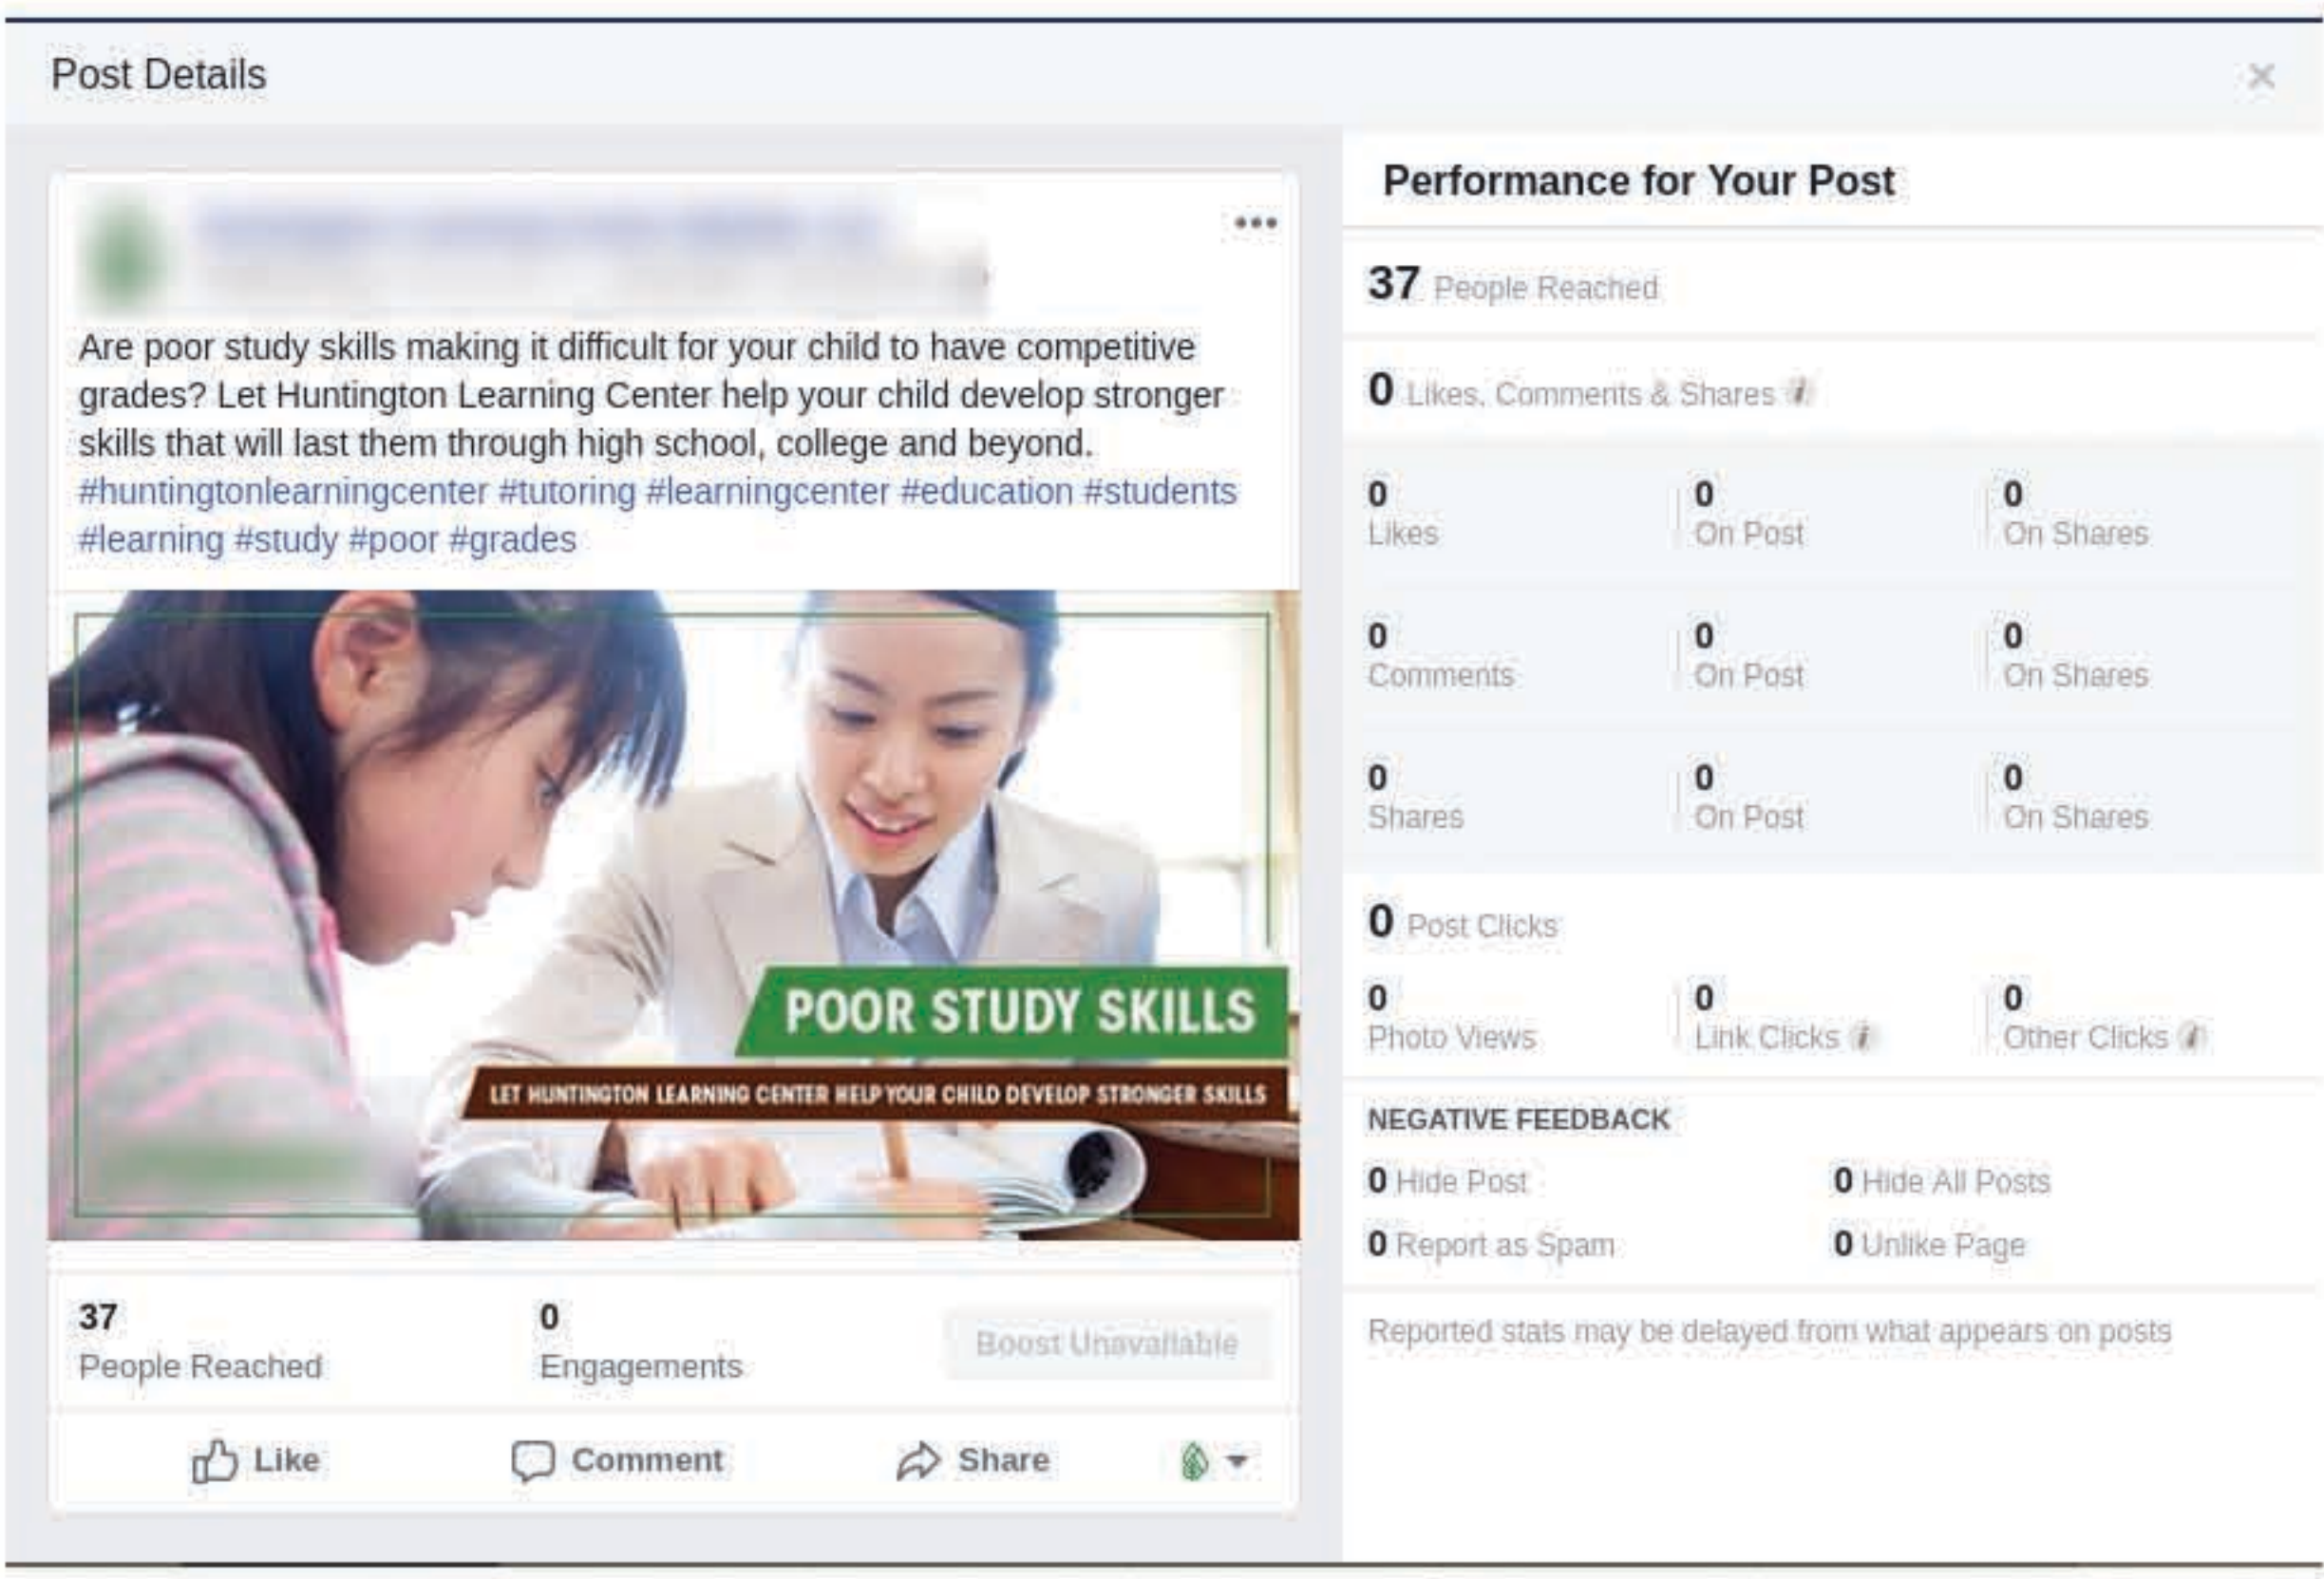 Post Details
Are poor study skills making it difficult for your child to have competitive
grades? Let Huntington Learning Center help your child develop stronger
skills that will last them through high school, college and beyond.
#huntingtonlearningcenter #tutoring #learningcenter #education #students
#learning #study #poor #grades
POOR STUDY SKILLS
LET HUNTINGTON LEARNING CENTER HELP YOUR CHILD DEVELOP STRONGER SKILLS
37
People Reached
0
Engagements
Boost Unavailable
Like Comment Share
Performance for Your Post
37 People Reached
0 Likes, Comments & Shares
0 0 0
Likes On Post On Shares
0 0 0
Comments On Post On Shares
0 0 0
Shares On Post On Shares
0 Post Clicks
0 0 0
Photo Views Link Clicks Other Clicks
NEGATIVE FEEDBACK
0 Hide Post 0 Hide All Posts
0 Report as Spam 0 Unlike Page
Reported stats may be delayed from what appears on posts